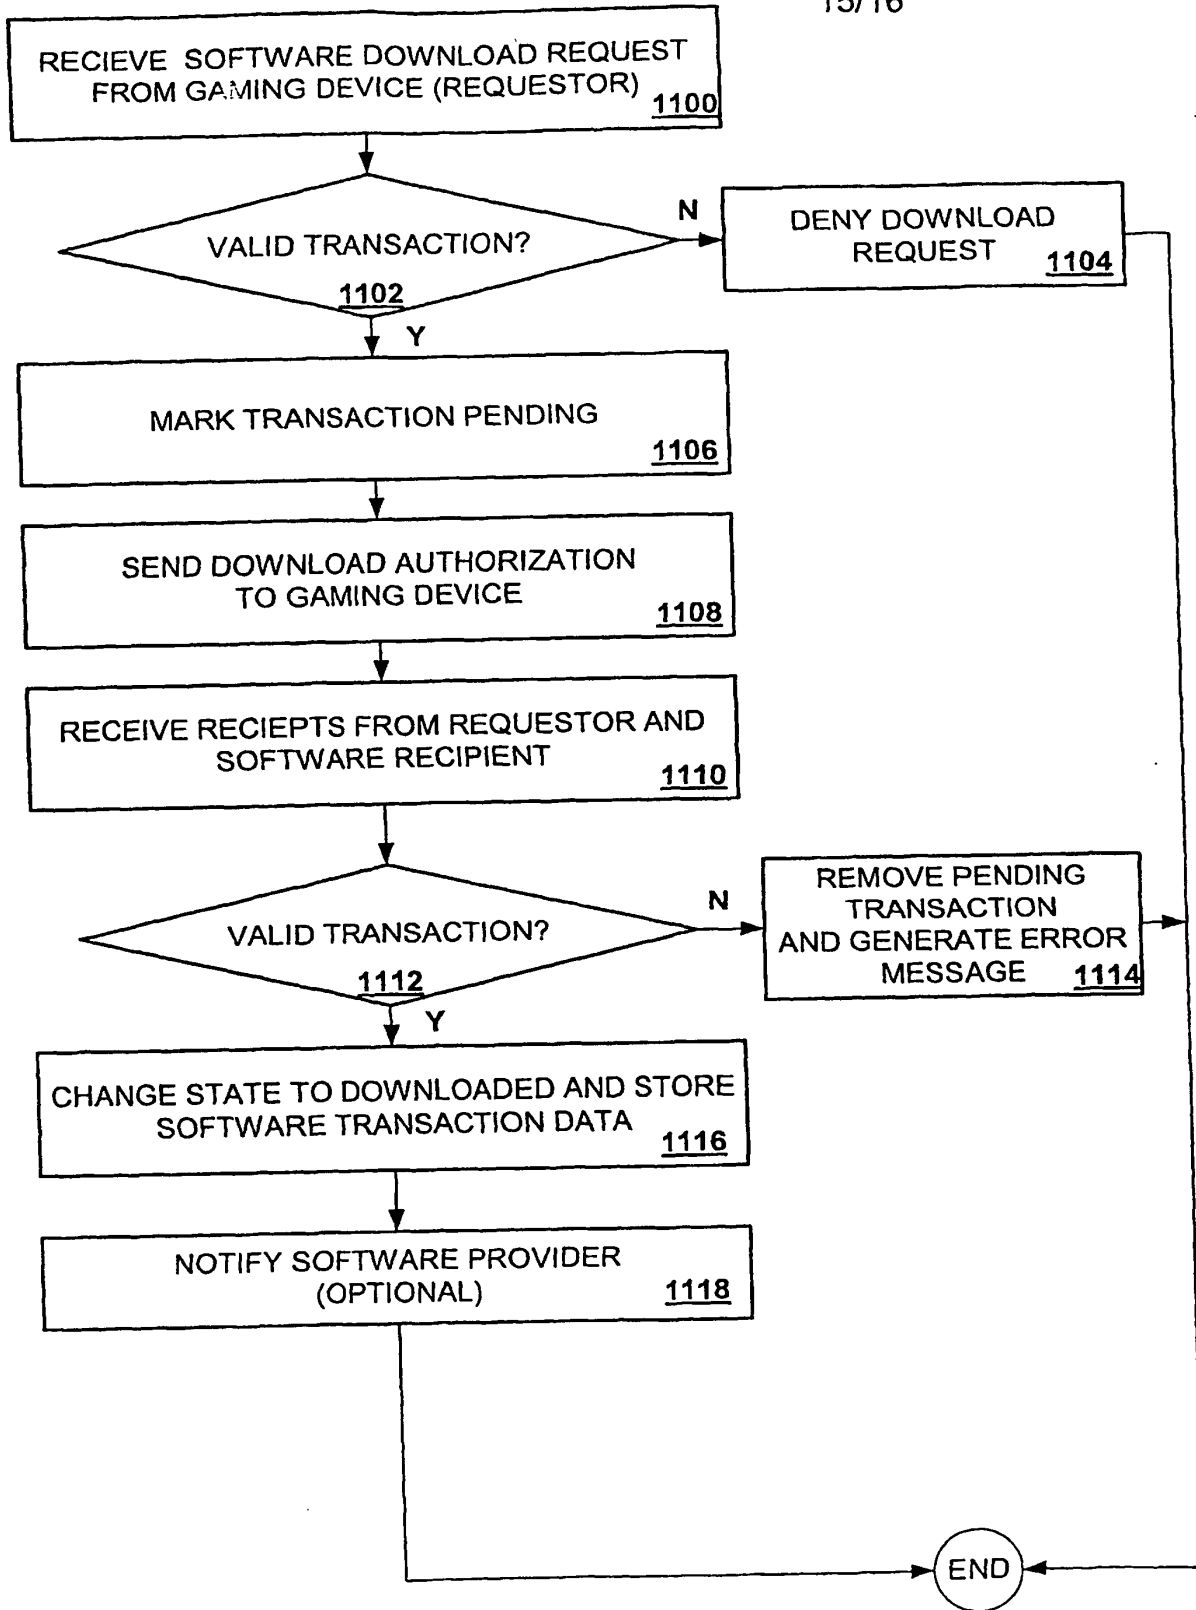 15/16
RECIEVE SOFTWARE DOWNLOAD REQUEST
FROM GAMING DEVICE (REQUESTOR)
1100
VALID TRANSACTION?
1102
N
DENY DOWNLOAD
REQUEST
1104
Y
MARK TRANSACTION PENDING
1106
SEND DOWNLOAD AUTHORIZATION
TO GAMING DEVICE
1108
RECEIVE RECIEPTS FROM REQUESTOR AND
SOFTWARE RECIPIENT
1110
VALID TRANSACTION?
1112
N
REMOVE PENDING
TRANSACTION
AND GENERATE ERROR
MESSAGE
1114
Y
CHANGE STATE TO DOWNLOADED AND STORE
SOFTWARE TRANSACTION DATA
1116
NOTIFY SOFTWARE PROVIDER
(OPTIONAL)
1118
END